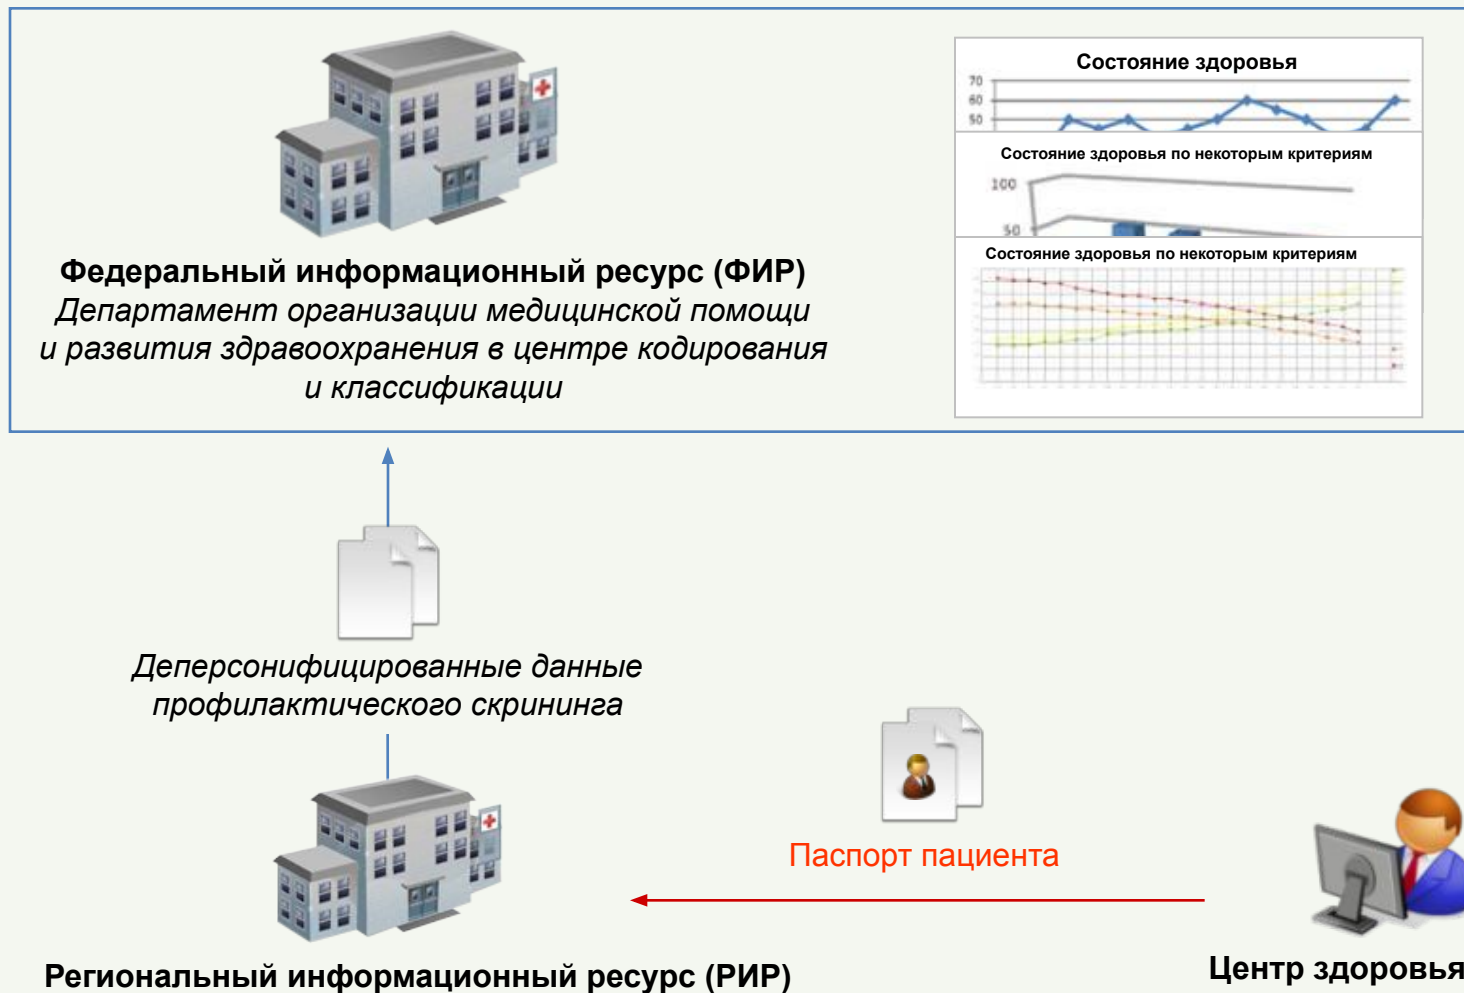 Состояние здоровья
70
60
50
Состояние здоровья по некоторым критериям
100
50
Состояние здоровья по некоторым критериям
Федеральный информационный ресурс (ФИР)
Департамент организации медицинской помощи
и развития здравоохранения в центре кодирования
и классификации
Деперсонифицированные данные
профилактического скрининга
Паспорт пациента
Региональный информационный ресурс (РИР)
Центр здоровья